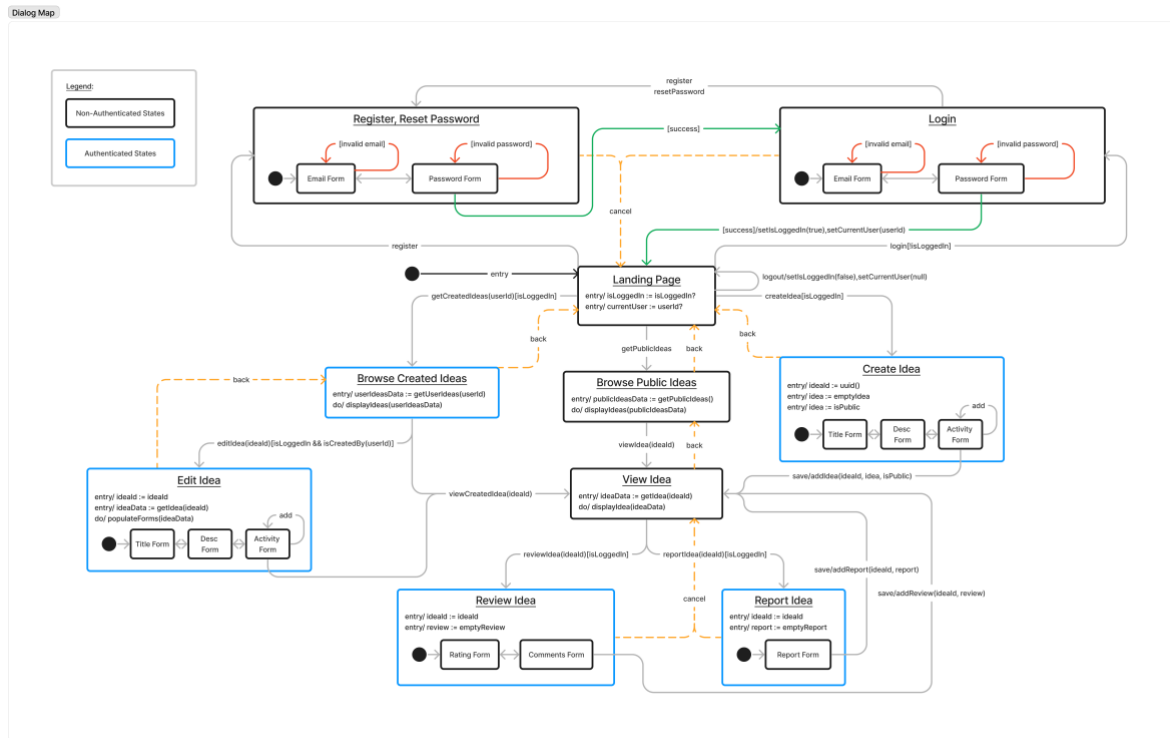 Dialog Map
Legend:
Non-Authenticated States
Authenticated States
register
resetPassword
Register, Reset Password
[invalid email]
[invalid password]
Email Form
Password Form
[success]
Login
[invalid email]
[invalid password]
Email Form
Password Form
cancel
[success]/setIsLoggedIn(true),setCurrentUser(userId)
register
login[!isLoggedIn]
entry
Landing Page
entry/ isLoggedIn := isLoggedIn?
entry/ currentUser := userId?
logout/setIsLoggedIn(false),setCurrentUser(null)
getCreatedIdeas(userId)[isLoggedIn]
createIdea[isLoggedIn]
back
getPublicIdeas
back
back
back
Browse Created Ideas
entry/ userIdeasData := getUserIdeas(userId)
do/ displayIdeas(userIdeasData)
Browse Public Ideas
entry/ publicIdeasData := getPublicIdeas()
do/ displayIdeas(publicIdeasData)
Create Idea
entry/ ideaId := uuid()
entry/ idea := emptyIdea
entry/ idea := isPublic
add
Title Form
Desc
Form
Activity
Form
editIdea(ideaId)[isLoggedIn && isCreatedBy(userId)]
viewIdea(ideaId)
back
Edit Idea
entry/ ideaId := ideaId
entry/ ideaData := getIdea(ideaId)
do/ populateForms(ideaData)
add
Title Form
Desc
Form
Activity
Form
viewCreatedIdea(ideaId)
View Idea
entry/ ideaData := getIdea(ideaId)
do/ displayIdea(ideaData)
save/addIdea(ideaId, idea, isPublic)
reviewIdea(ideaId)[isLoggedIn]
reportIdea(ideaId)[isLoggedIn]
save/addReport(ideaId, report)
save/addReview(ideaId, review)
cancel
Review Idea
entry/ ideaId := ideaId
entry/ review := emptyReview
Rating Form
Comments Form
Report Idea
entry/ ideaId := ideaId
entry/ report := emptyReport
Report Form